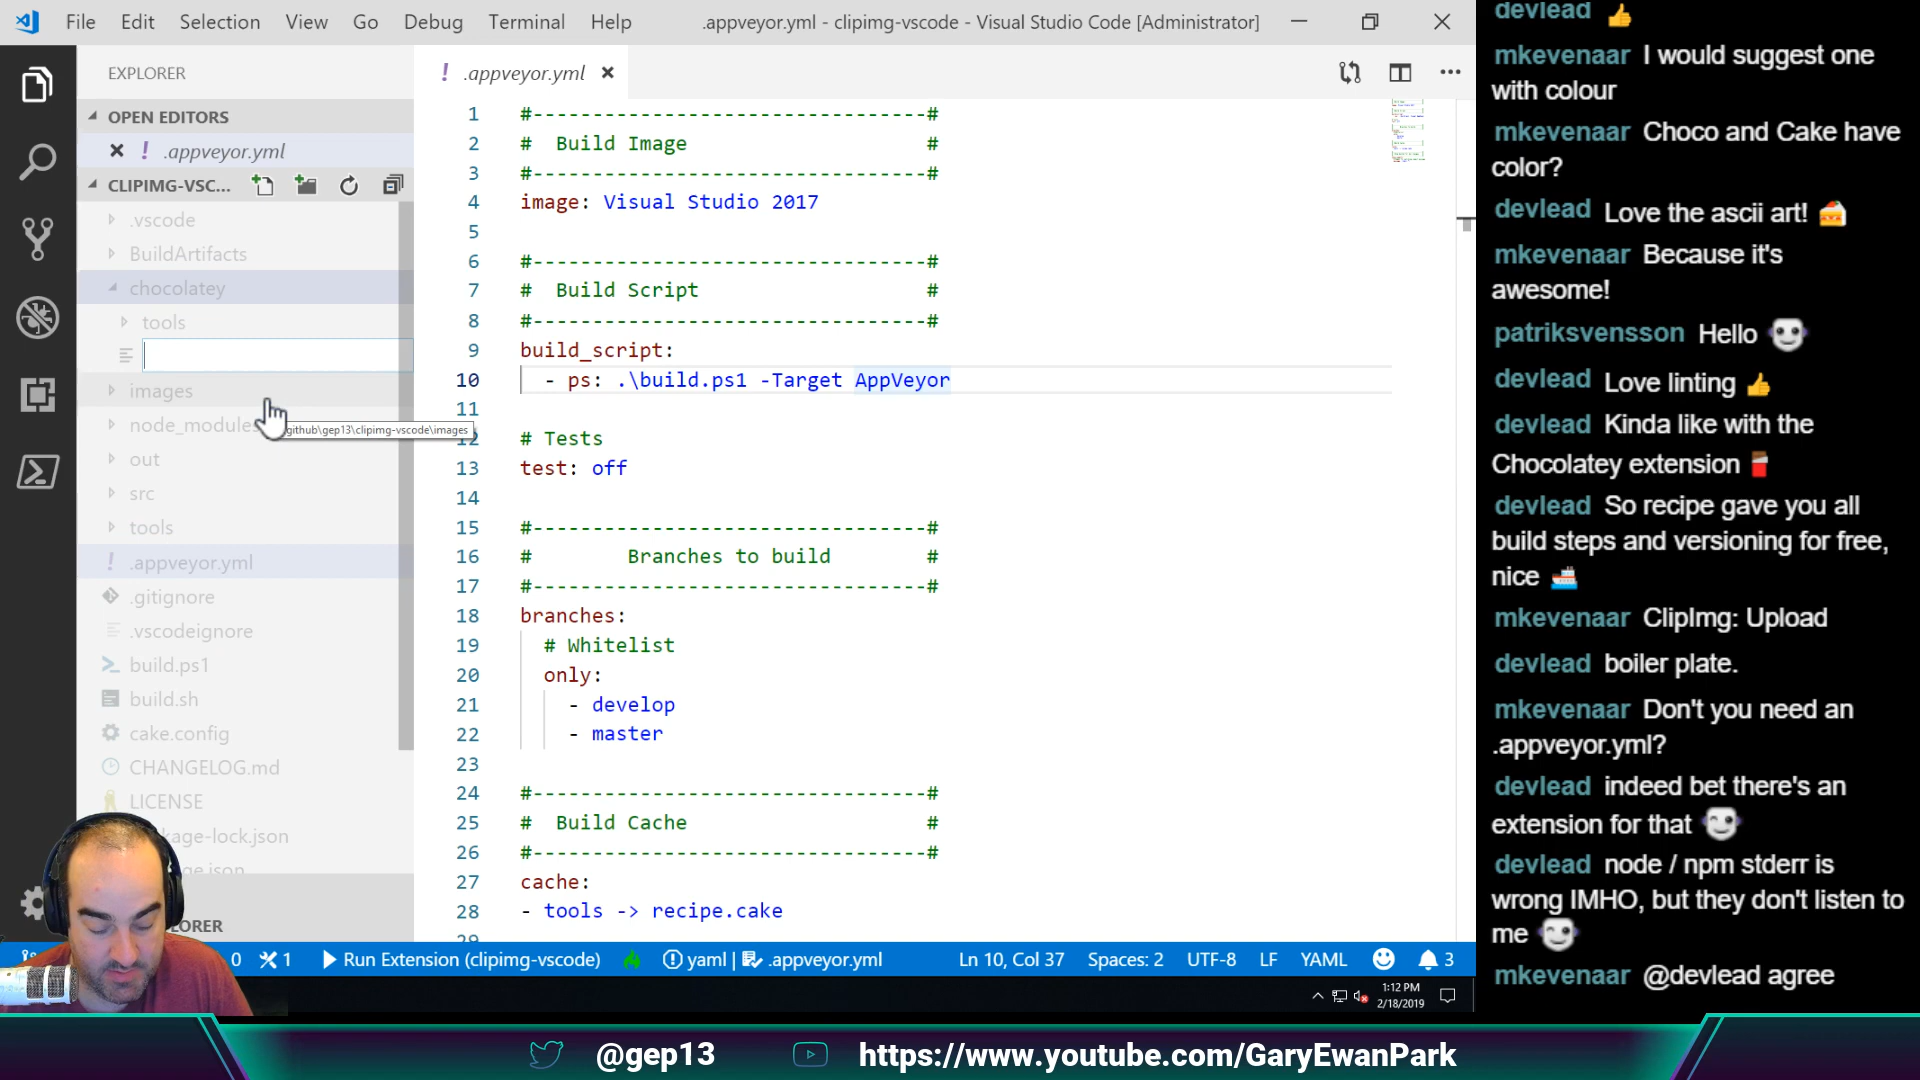 File Edit Selection View Go Debug Terminal Help
.appveyor.yml - clipimg-vscode - Visual Studio Code [Administrator]
EXPLORER
OPEN EDITORS
.appveyor.yml
CLIPIMG-VSC...
.vscode
BuildArtifacts
chocolatey
tools
images
node_modules
github\gep13\clipimg-vscode\images
out
src
tools
.appveyor.yml
.gitignore
.vscodeignore
build.ps1
build.sh
cake.config
CHANGELOG.md
LICENSE
kage-lock.json
LORER
.appveyor.yml
1 #---------------------------------#
2 # Build Image #
3 #---------------------------------#
4 image: Visual Studio 2017
5
6 #---------------------------------#
7 # Build Script #
8 #---------------------------------#
9 build_script:
10 - ps: .\build.ps1 -Target AppVeyor
11
12 # Tests
13 test: off
14
15 #---------------------------------#
16 # Branches to build #
17 #---------------------------------#
18 branches:
19 # Whitelist
20 only:
21 - develop
22 - master
23
24 #---------------------------------#
25 # Build Cache #
26 #---------------------------------#
27 cache:
28 - tools -> recipe.cake
29
0 1 Run Extension (clipimg-vscode) yaml | .appveyor.yml Ln 10, Col 37 Spaces: 2 UTF-8 LF YAML 3
1:12 PM
2/18/2019
devlead 👍
mkevenaar I would suggest one
with colour
mkevenaar Choco and Cake have
color?
devlead Love the ascii art! 🍰
mkevenaar Because it's
awesome!
patriksvensson Hello
devlead Love linting 👍
devlead Kinda like with the
Chocolatey extension 🍫
devlead So recipe gave you all
build steps and versioning for free,
nice 🚢
mkevenaar ClipImg: Upload
devlead boiler plate.
mkevenaar Don't you need an
.appveyor.yml?
devlead indeed bet there's an
extension for that
devlead node / npm stderr is
wrong IMHO, but they don't listen to
me
mkevenaar @devlead agree
@gep13 https://www.youtube.com/GaryEwanPark